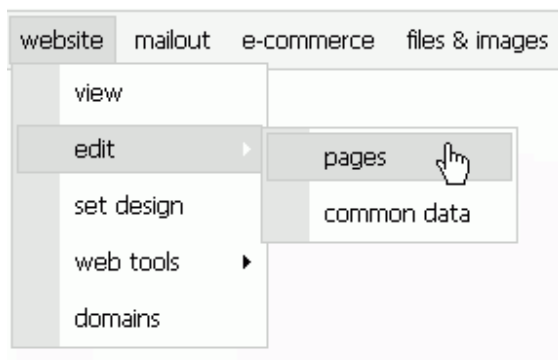 website mailout e-commerce files & images
view
edit
pages
set design
common data
web tools
domains